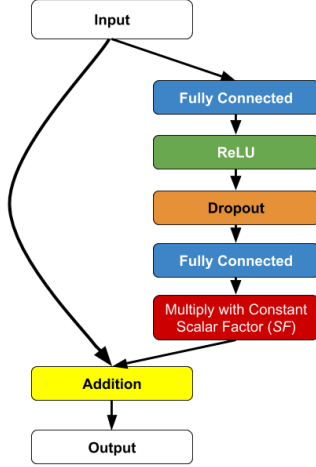 Input
Fully Connected
ReLU
Dropout
Fully Connected
Multiply with Constant
Scalar Factor (SF)
Addition
Output